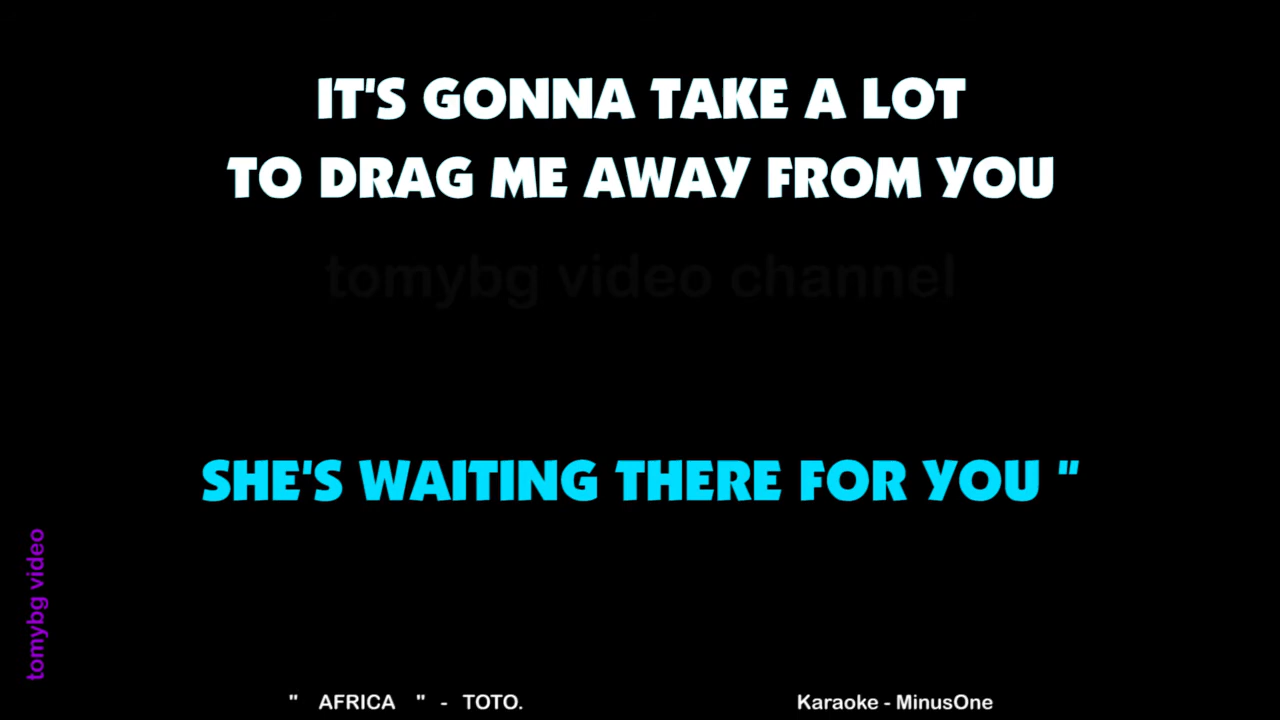 IT'S GONNA TAKE A LOT
TO DRAG ME AWAY FROM YOU
tomybg video channel
SHE'S WAITING THERE FOR YOU "
tomybg video
" AFRICA " - TOTO. Karaoke - MinusOne